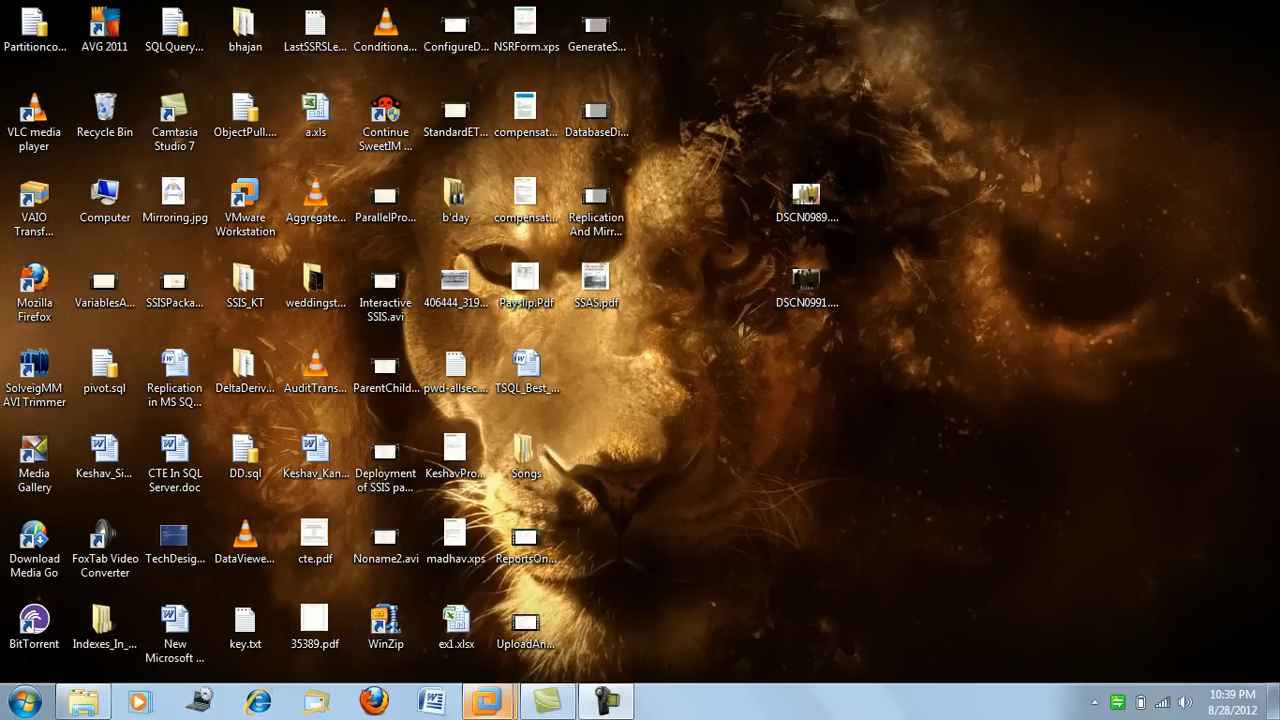 Partitionco...
AVG 2011
SQLQuery...
bhajan
LastSSRSLe...
Conditiona...
ConfigureD...
NSRForm.xps
GenerateS...
VLC media
player
Recycle Bin
Camtasia
Studio 7
ObjectPull....
a.xls
Continue
SweetIM ...
StandardET...
compensat...
DatabaseDi...
VAIO
Transf...
Computer
Mirroring.jpg
VMware
Workstation
Aggregate...
ParallelPro...
b'day
compensat...
Replication
And Mirr...
DSCN0989....
Mozilla
Firefox
VariablesA...
SSISPacka...
SSIS_KT
weddingst...
Interactive
SSIS.avi
406444_319...
Payslip.Pdf
SSAS.pdf
DSCN0991....
SolveigMM
AVI Trimmer
pivot.sql
Replication
in MS SQ...
DeltaDeriv...
AuditTrans...
ParentChild...
pwd-allsec....
TSQL_Best_...
Media
Gallery
Keshav_Si...
CTE In SQL
Server.doc
DD.sql
Keshav_Kan...
Deployment
of SSIS pa...
KeshavPro...
Songs
Download
Media Go
FoxTab Video
Converter
TechDesig...
DataViewe...
cte.pdf
Noname2.avi
madhav.xps
ReportsOn...
BitTorrent
Indexes_In_...
New
Microsoft ...
key.txt
35389.pdf
WinZip
ex1.xlsx
UploadAn...
10:39 PM
8/28/2012